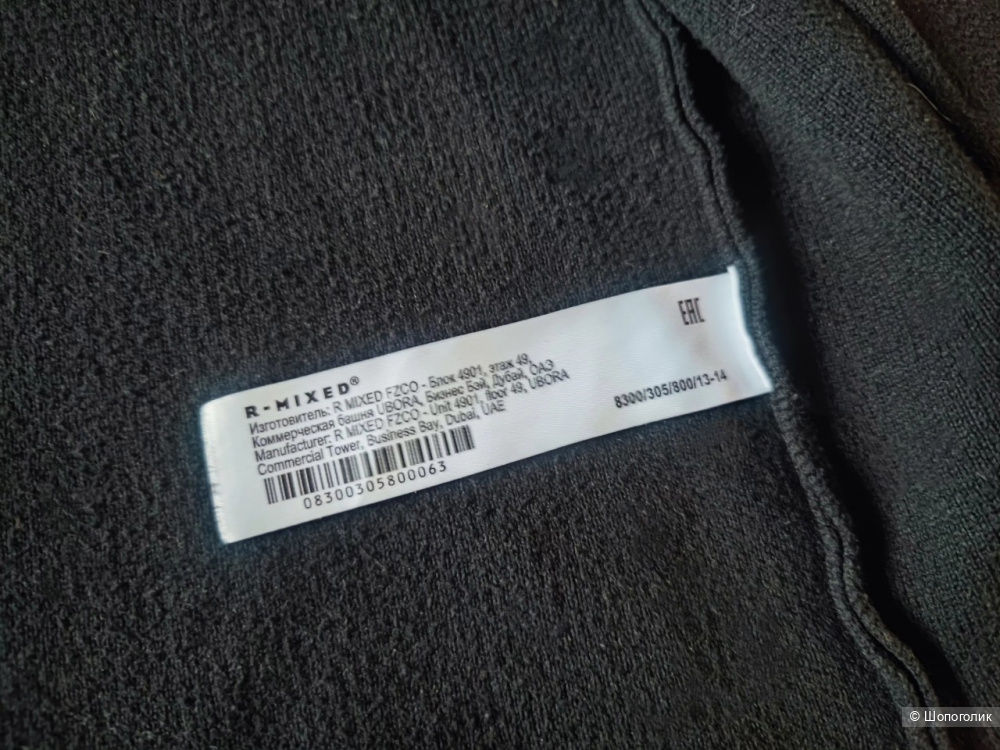 R-MIXED®
Изготовитель: R MIXED FZCO - Блок 4901, этаж 49,
Коммерческая башня UBORA, Бизнес Бэй, Дубай, ОАЭ
Manufacturer: R MIXED FZCO - Unit 4901, floor 49, UBORA
Commercial Tower, Business Bay, Dubai, UAE
08300305800063
EAC
8300/305/800/13-14
© Шопоголик